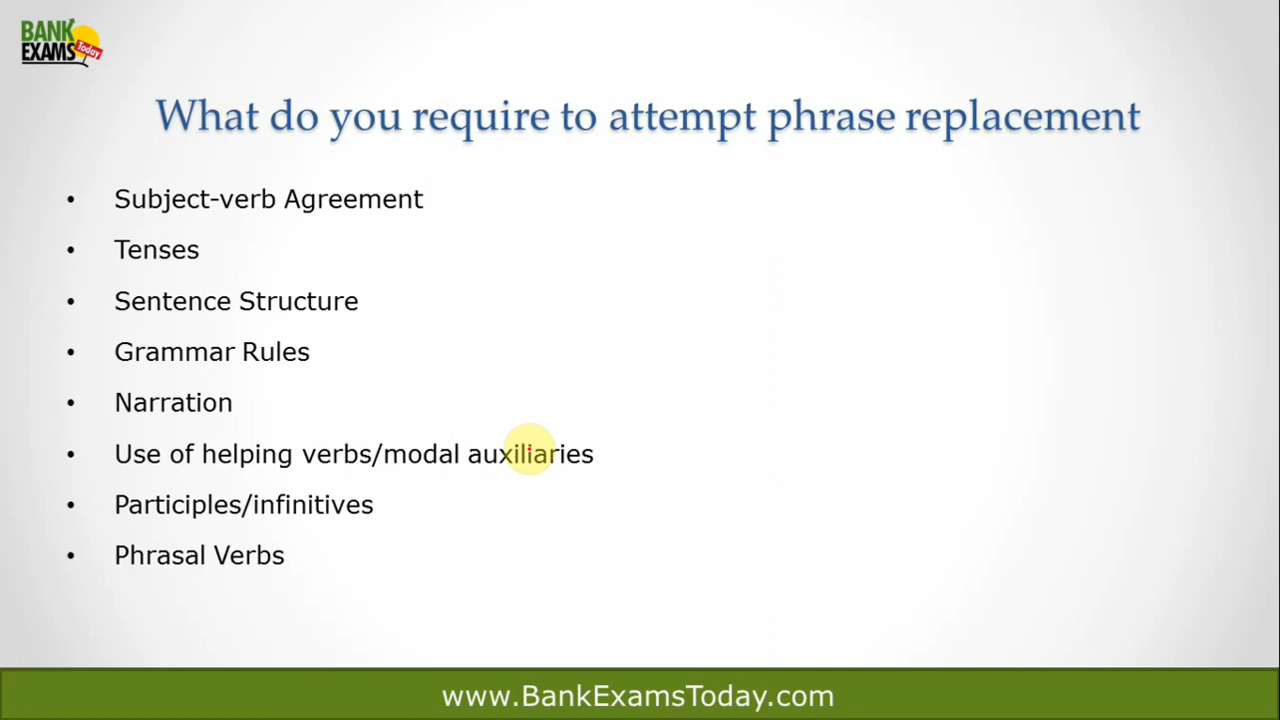 BANK
EXAMS Today
What do you require to attempt phrase replacement
• Subject-verb Agreement
• Tenses
• Sentence Structure
• Grammar Rules
• Narration
• Use of helping verbs/modal auxiliaries
• Participles/infinitives
• Phrasal Verbs
www.BankExamsToday.com